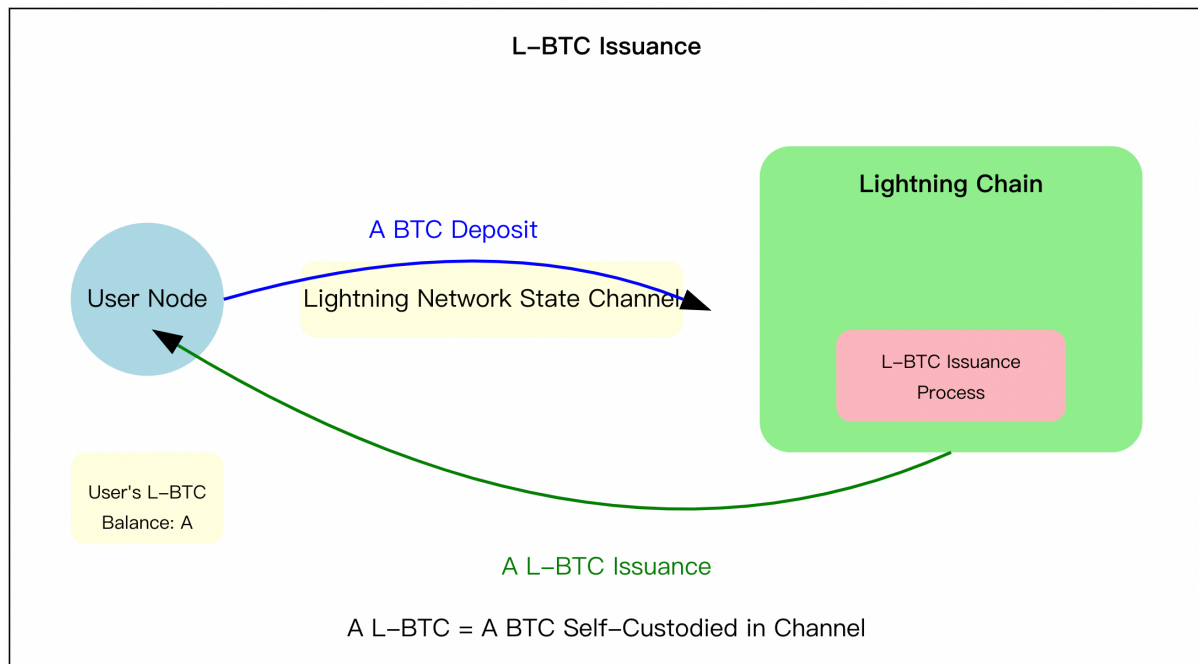 L-BTC Issuance
Lightning Chain
A BTC Deposit
User Node
Lightning Network State Channel
L-BTC Issuance
Process
User's L-BTC
Balance: A
A L-BTC Issuance
A L-BTC = A BTC Self-Custodied in Channel